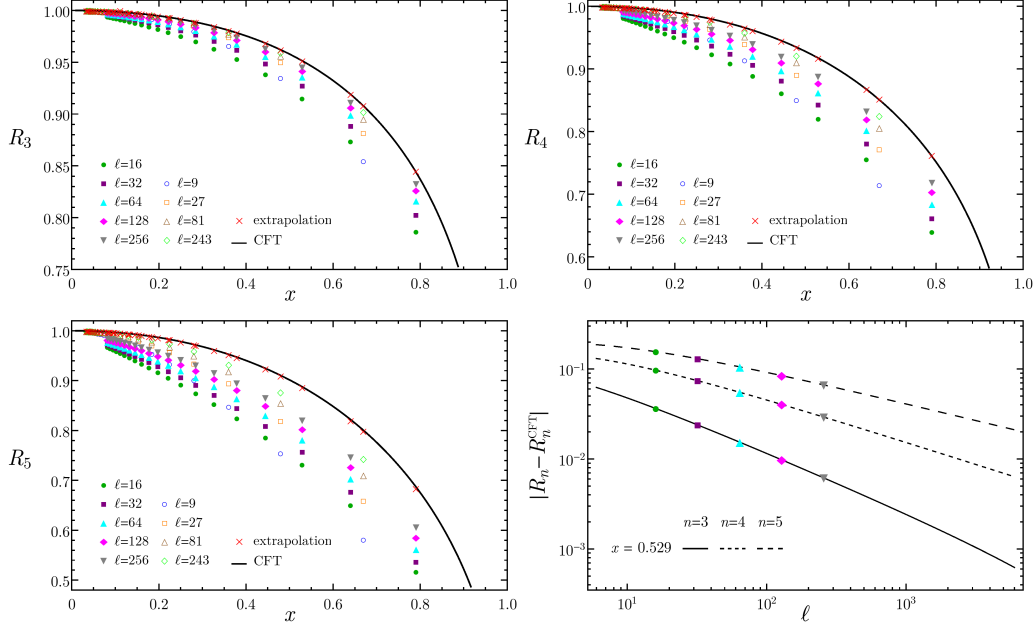 1.00
0.95
0.90
0.85
0.80
0.75
R3
0.0 0.2 0.4 0.6 0.8 1.0
x
ℓ=16
ℓ=32 ℓ=9
ℓ=64 ℓ=27
ℓ=128 ℓ=81 extrapolation
ℓ=256 ℓ=243 CFT
1.0
0.9
0.8
0.7
0.6
R4
0.0 0.2 0.4 0.6 0.8 1.0
x
ℓ=16
ℓ=32 ℓ=9
ℓ=64 ℓ=27
ℓ=128 ℓ=81 extrapolation
ℓ=256 ℓ=243 CFT
1.0
0.9
0.8
0.7
0.6
0.5
R5
0.0 0.2 0.4 0.6 0.8 1.0
x
ℓ=16
ℓ=32 ℓ=9
ℓ=64 ℓ=27
ℓ=128 ℓ=81 extrapolation
ℓ=256 ℓ=243 CFT
10⁻¹
10⁻²
10⁻³
|Rn−Rn^CFT|
n=3 n=4 n=5
x = 0.529
10¹ 10² 10³
ℓ